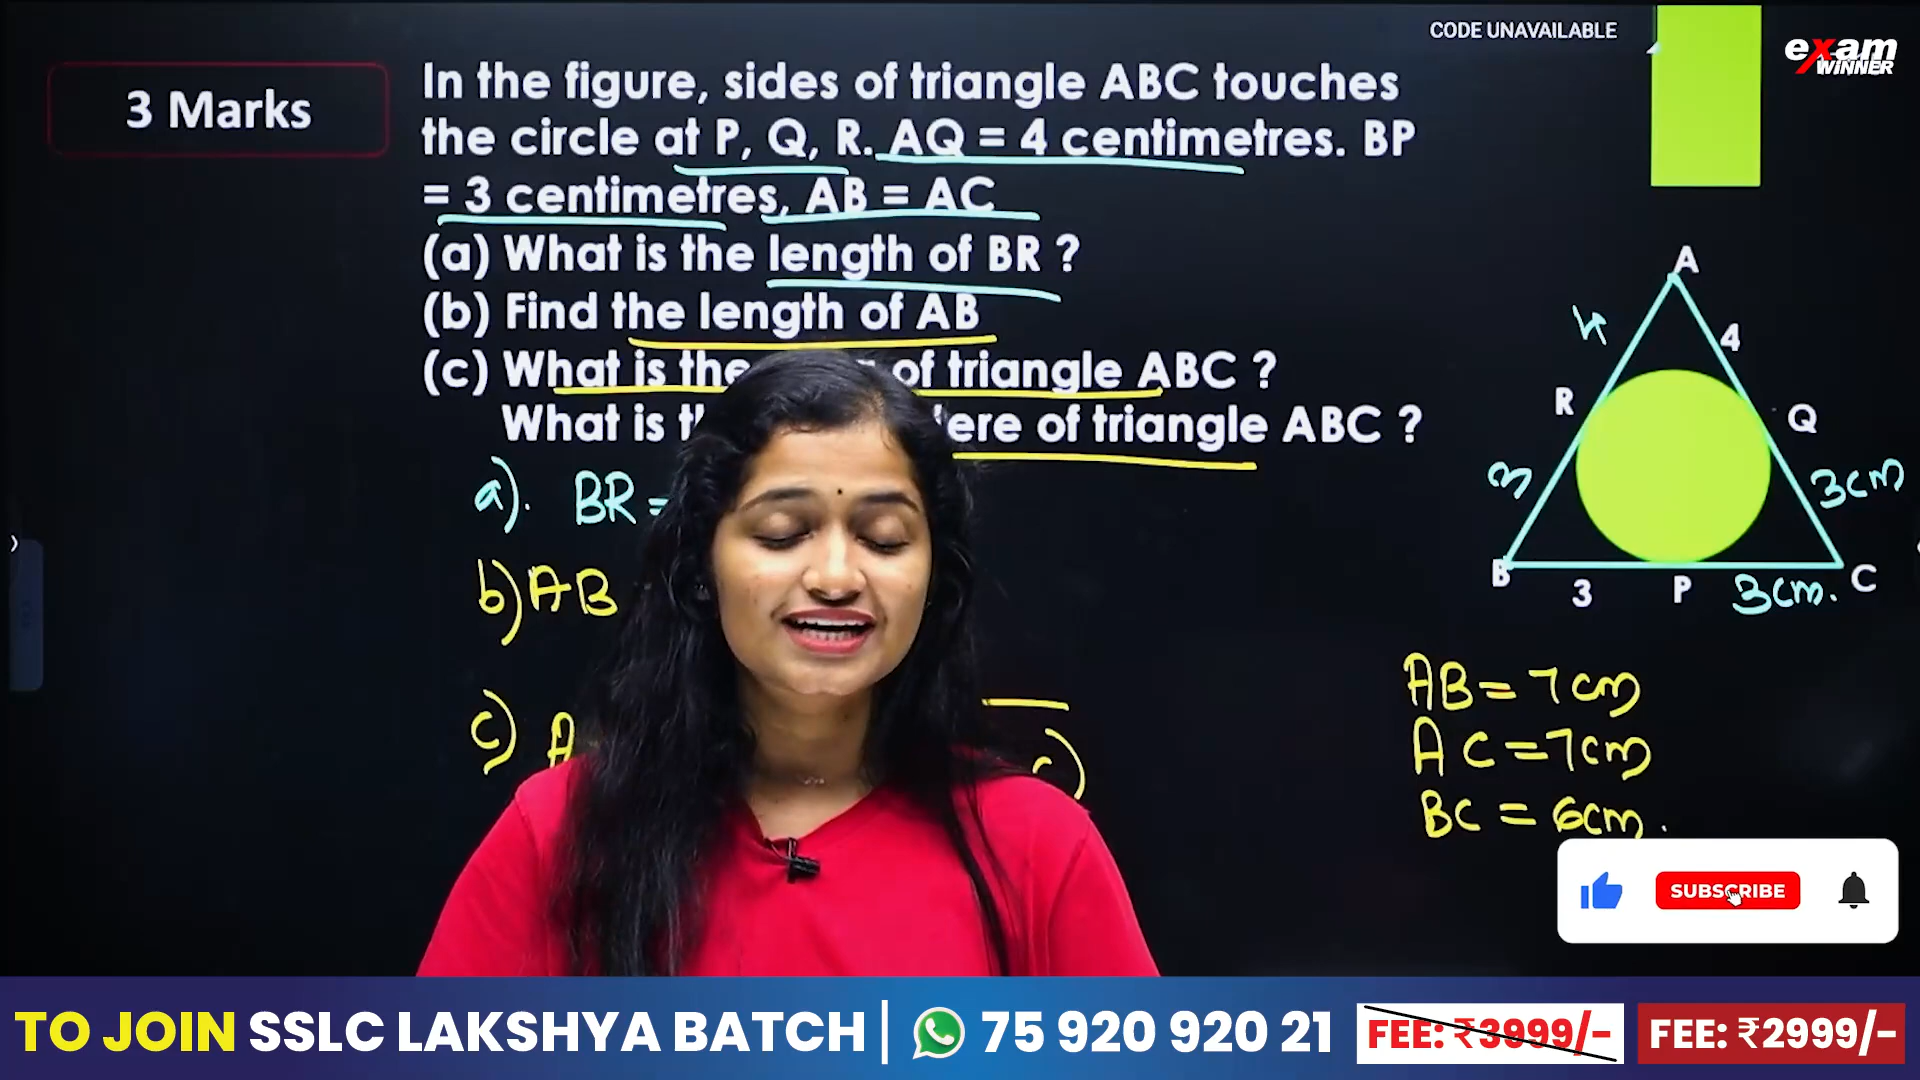 CODE UNAVAILABLE
exam WINNER
3 Marks
In the figure, sides of triangle ABC touches
the circle at P, Q, R. AQ = 4 centimetres. BP
= 3 centimetres, AB = AC
(a) What is the length of BR ?
(b) Find the length of AB
(c) What is the of triangle ABC ?
What is of triangle ABC ?
a). BR =
b) AB
c)
A
4
4
R
Q
3
3cm
B
3
P
3cm.
C
AB = 7cm
AC = 7cm
BC = 6cm.
SUBSCRIBE
TO JOIN SSLC LAKSHYA BATCH | 75 920 920 21 FEE: ₹3999/- FEE: ₹2999/-